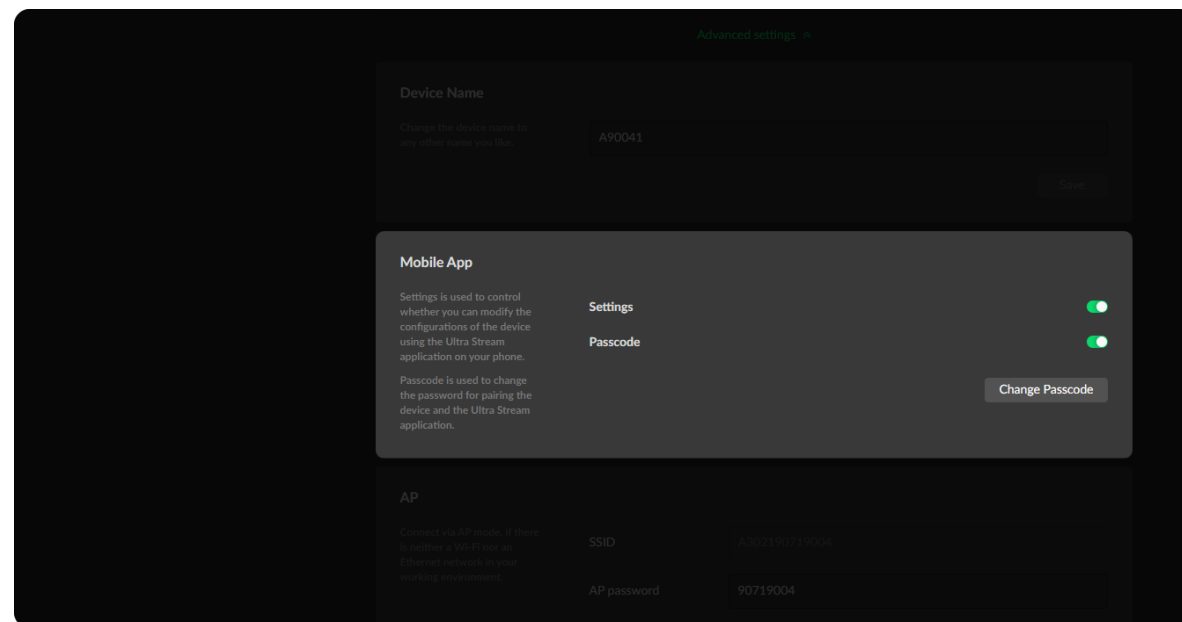 Advanced settings
Device Name
Change the device name to
any other name you like.
A90041
Save
Mobile App
Settings is used to control
whether you can modify the
configurations of the device
using the Ultra Stream
application on your phone.
Settings
Passcode
Passcode is used to change
the password for pairing the
device and the Ultra Stream
application.
Change Passcode
AP
Connect via AP mode, if there
is neither a Wi-Fi nor an
Ethernet network in your
working environment.
SSID
A302190719004
AP password
90719004